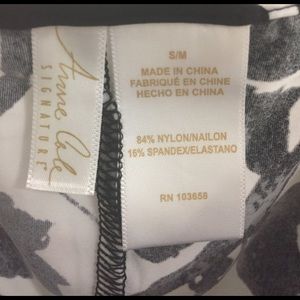 Anne Cole
SIGNATURE
S/M
MADE IN CHINA
FABRIQUÉ EN CHINE
HECHO EN CHINA
84% NYLON/NAILON
16% SPANDEX/ELASTANO
RN 103656